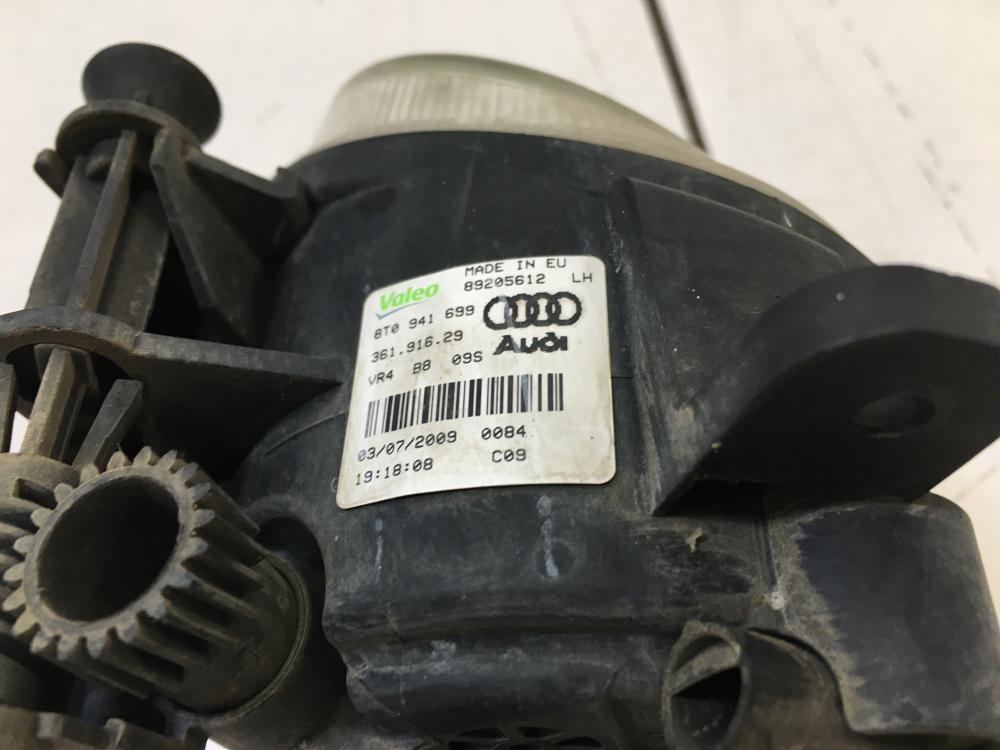 MADE IN EU
Valeo 89205612 LH
8T0 941 699
361.916.29 Audi
VR4 B8 09S
03/07/2009 0084
19:18:08 C09